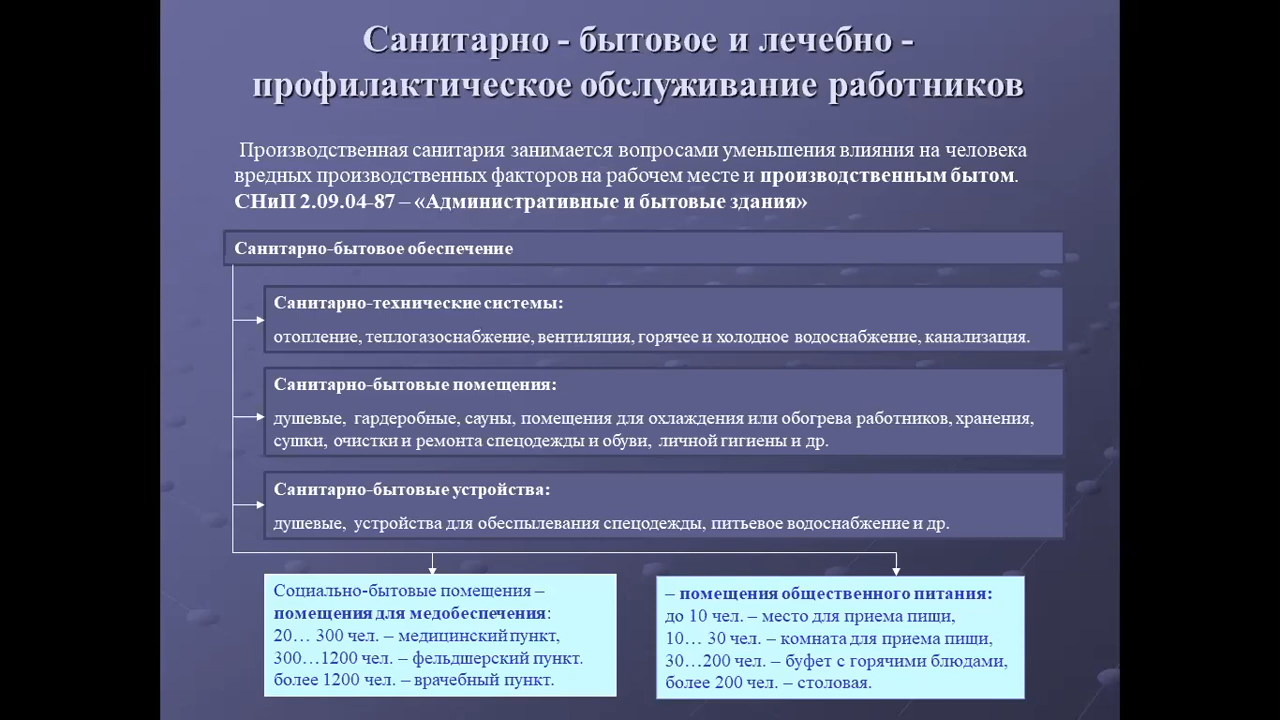 Санитарно - бытовое и лечебно -
профилактическое обслуживание работников
Производственная санитария занимается вопросами уменьшения влияния на человека
вредных производственных факторов на рабочем месте и производственным бытом.
СНиП 2.09.04-87 – «Административные и бытовые здания»
Санитарно-бытовое обеспечение
Санитарно-технические системы:
отопление, теплогазоснабжение, вентиляция, горячее и холодное водоснабжение, канализация.
Санитарно-бытовые помещения:
душевые, гардеробные, сауны, помещения для охлаждения или обогрева работников, хранения,
сушки, очистки и ремонта спецодежды и обуви, личной гигиены и др.
Санитарно-бытовые устройства:
душевые, устройства для обеспылевания спецодежды, питьевое водоснабжение и др.
Социально-бытовые помещения –
помещения для медобеспечения:
20… 300 чел. – медицинский пункт,
300…1200 чел. – фельдшерский пункт.
более 1200 чел. – врачебный пункт.
– помещения общественного питания:
до 10 чел. – место для приема пищи,
10… 30 чел. – комната для приема пищи,
30…200 чел. – буфет с горячими блюдами,
более 200 чел. – столовая.